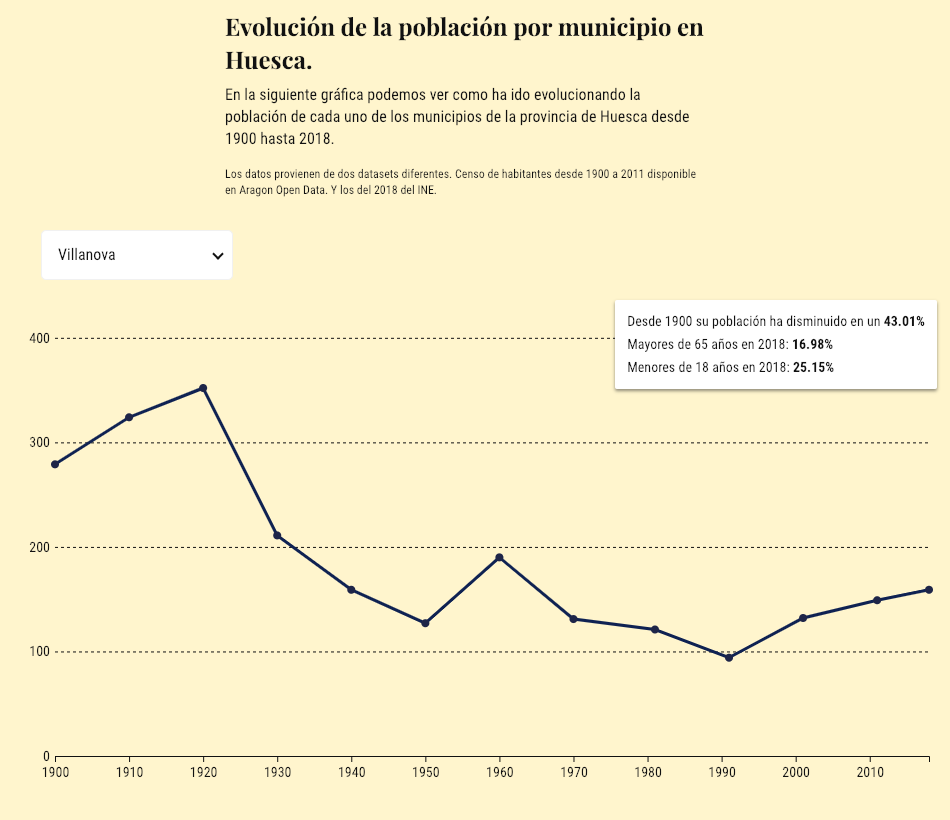 Evolución de la población por municipio en
Huesca.
En la siguiente gráfica podemos ver como ha ido evolucionando la
población de cada uno de los municipios de la provincia de Huesca desde
1900 hasta 2018.
Los datos provienen de dos datasets diferentes. Censo de habitantes desde 1900 a 2011 disponible
en Aragon Open Data. Y los del 2018 del INE.
Villanova
Desde 1900 su población ha disminuido en un 43.01%
Mayores de 65 años en 2018: 16.98%
Menores de 18 años en 2018: 25.15%
400
300
200
100
0
1900 1910 1920 1930 1940 1950 1960 1970 1980 1990 2000 2010